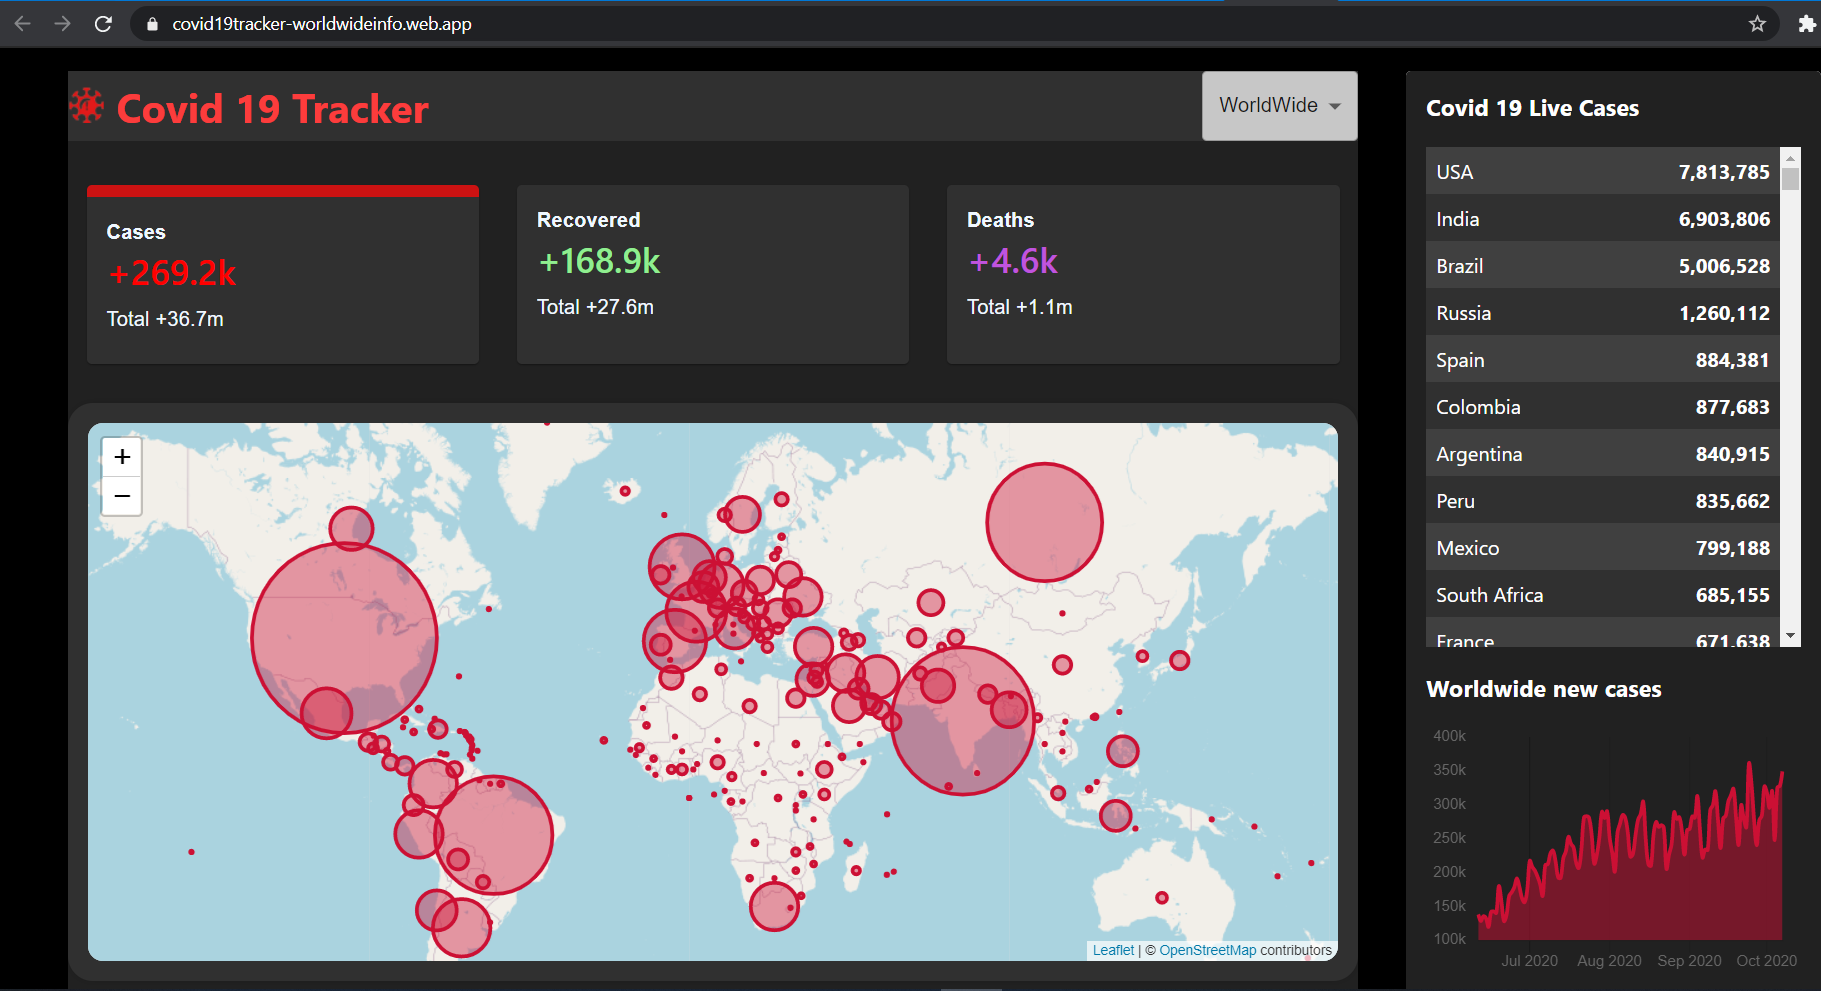 covid19tracker-worldwideinfo.web.app
Covid 19 Tracker
WorldWide
Cases
+269.2k
Total +36.7m
Recovered
+168.9k
Total +27.6m
Deaths
+4.6k
Total +1.1m
+
−
Leaflet | © OpenStreetMap contributors
Covid 19 Live Cases
USA 7,813,785
India 6,903,806
Brazil 5,006,528
Russia 1,260,112
Spain 884,381
Colombia 877,683
Argentina 840,915
Peru 835,662
Mexico 799,188
South Africa 685,155
France 671,638
Worldwide new cases
400k
350k
300k
250k
200k
150k
100k
Jul 2020 Aug 2020 Sep 2020 Oct 2020